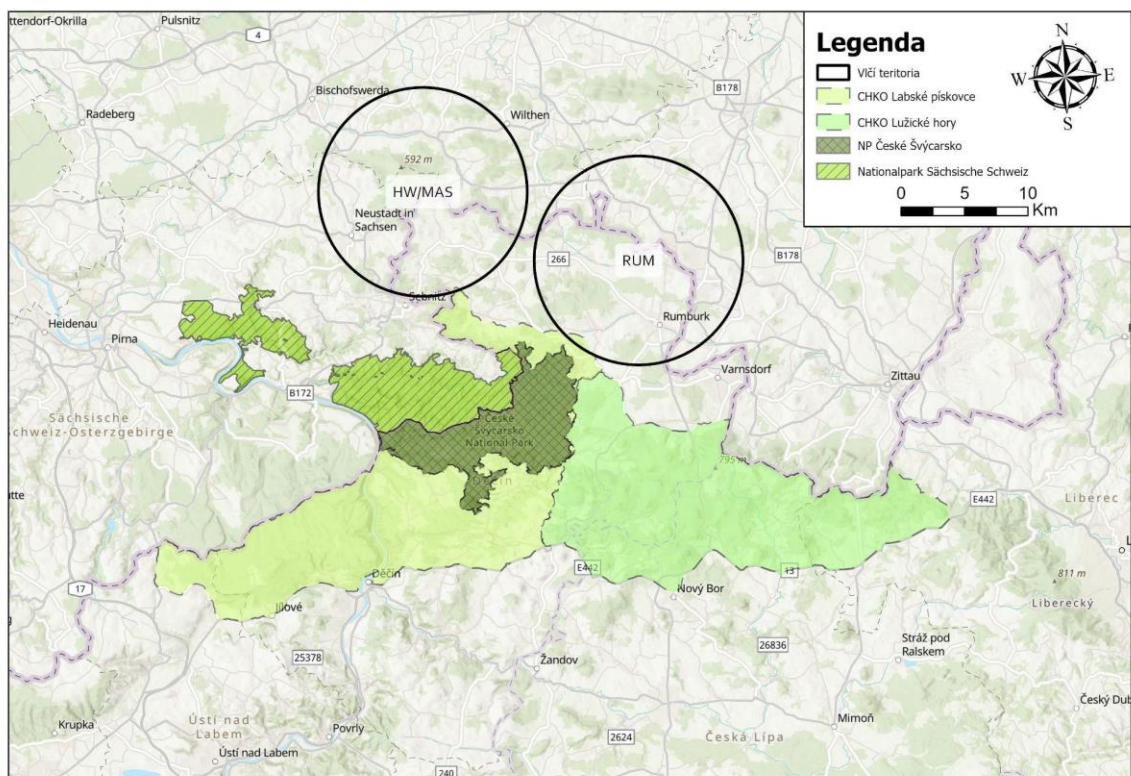 ttendorf-Okrilla
Pulsnitz
4
Bischofswerda
Radeberg
Wilthen
B178
592 m
HW/MAS
Neustadt in
Sachsen
266
RUM
B178
Sebnitz
Rumburk
Heidenau
Pirna
B172
Varnsdorf
Zittau
Sächsische
Schweiz-Osterzgebirge
České
Švýcarsko
National Park
795 m
E442
Liberec
17
Děčín
E442
13
Jílové
Nový Bor
811 m
Liberecký
25378
26836
Stráž pod
Ralskem
Žandov
Český Dub
Krupka
Ústí nad
Labem
Povrly
Mimoň
2624
Česká Lípa
Ústí nad Labem
240
Legenda
Vlčí teritoria
CHKO Labské pískovce
CHKO Lužické hory
NP České Švýcarsko
Nationalpark Sächsische Schweiz
N
W E
S
0 5 10
Km